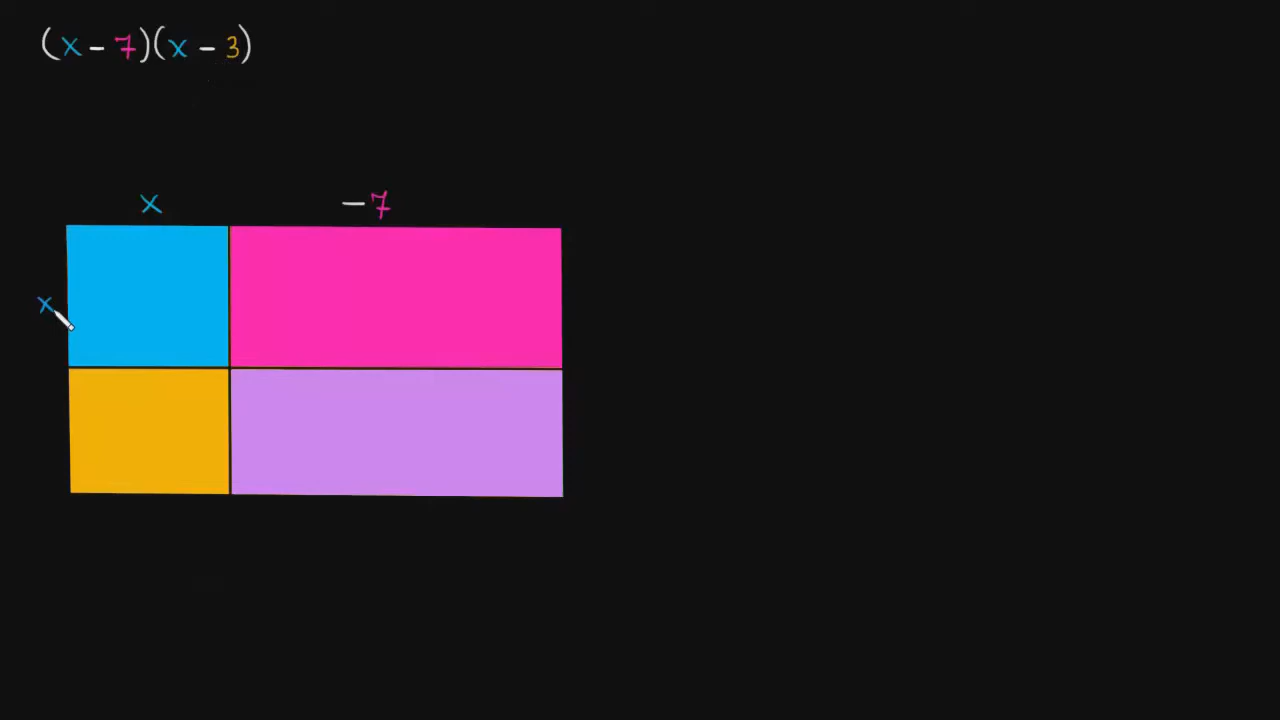 (x - 7)(x - 3)
x - 7
x